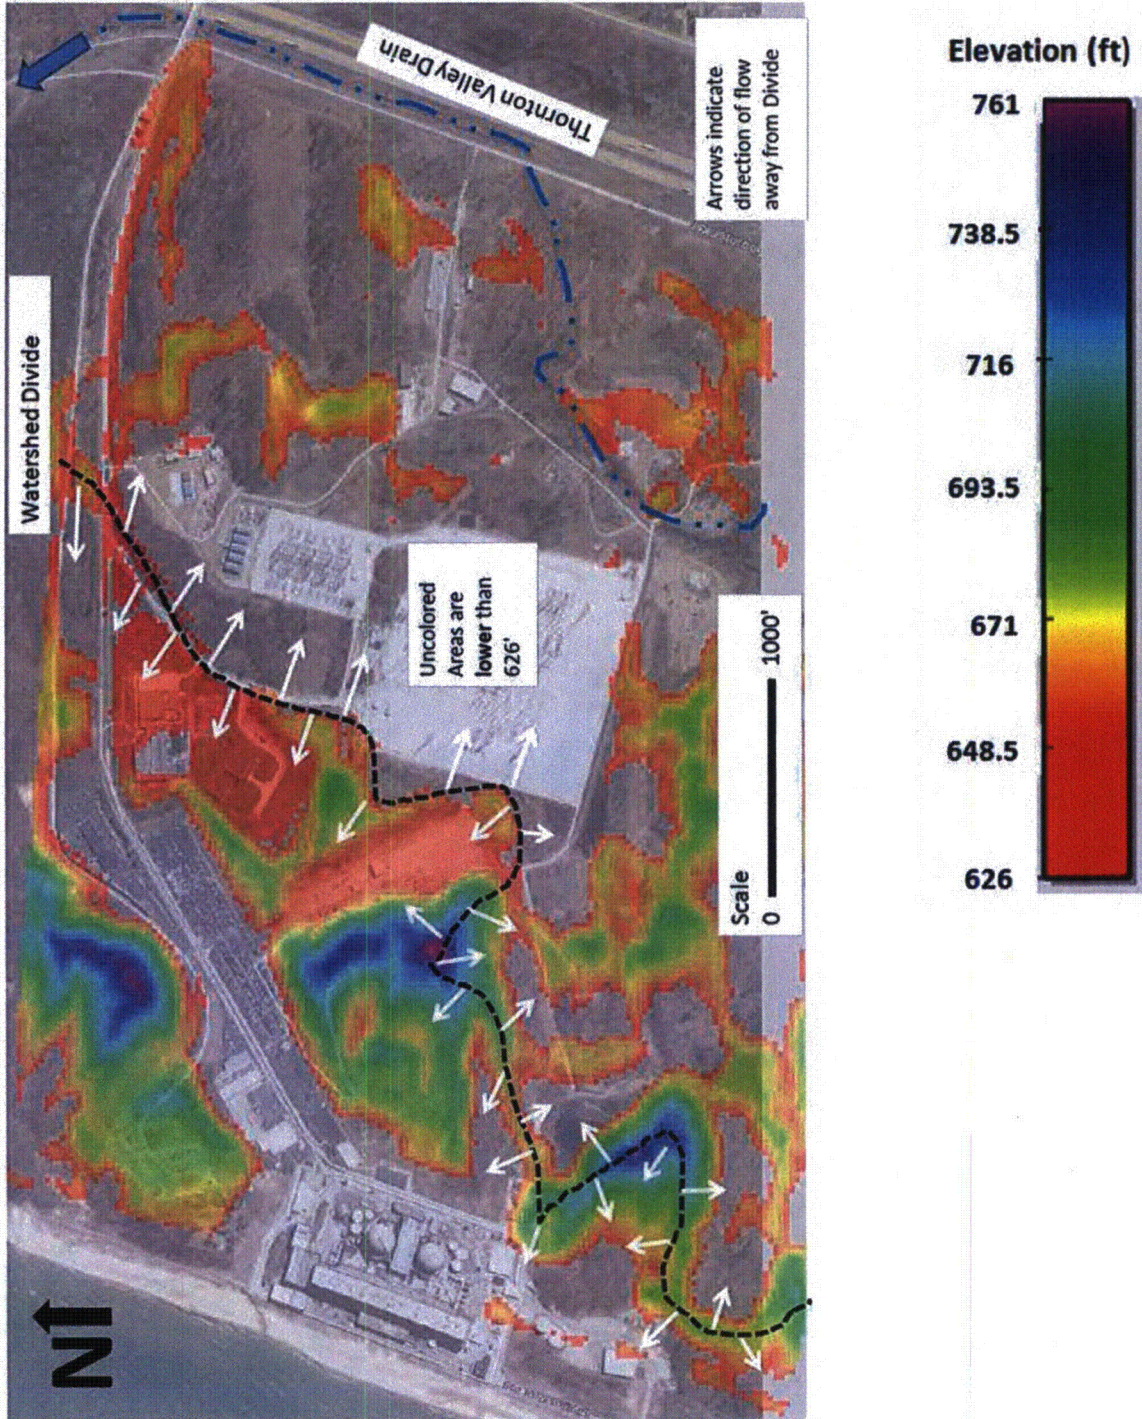 Elevation (ft)
761
738.5
716
693.5
671
648.5
626
Watershed Divide
Thornton Valley Drain
Arrows indicate
direction of flow
away from Divide
Uncolored
Areas are
lower than
626'
Scale
0 1000'
N